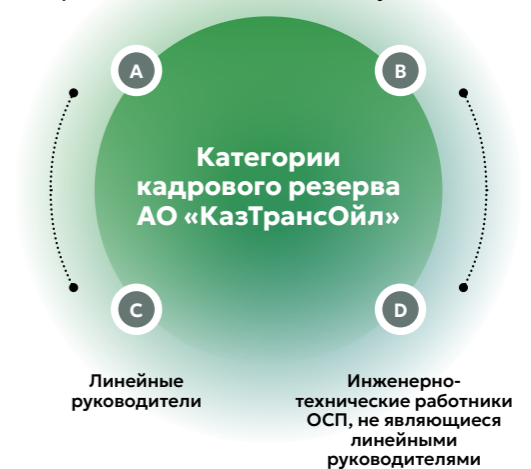 A
B
Категории
кадрового резерва
АО «КазТрансОйл»
C
D
Линейные
руководители
Инженерно-
технические работники
ОСП, не являющиеся
линейными
руководителями